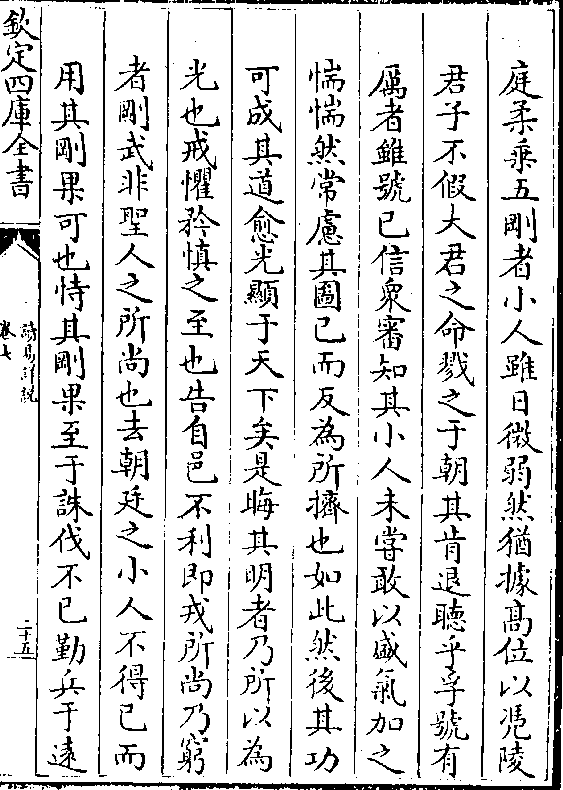 庭柔乗五剛者小人雖日微弱然猶據髙位以凴陵
君子不假大君之命戮之于朝其肯退聽乎孚號有
厲者雖號已信衆審知其小人未嘗敢以盛氣加之
惴惴然常慮其圖已而反為所擠也如此然後其功
可成其道愈光顯于天下矣是晦其明者乃所以為
光也戒懼矜慎之至也告自邑不利即戎所尚乃窮
者剛武非聖人之所尚也去朝廷之小人不得已而
用其剛果可也恃其剛果至于誅伐不已勤兵于逺
欽定四庫全書
讀易詳說
卷七
二十五